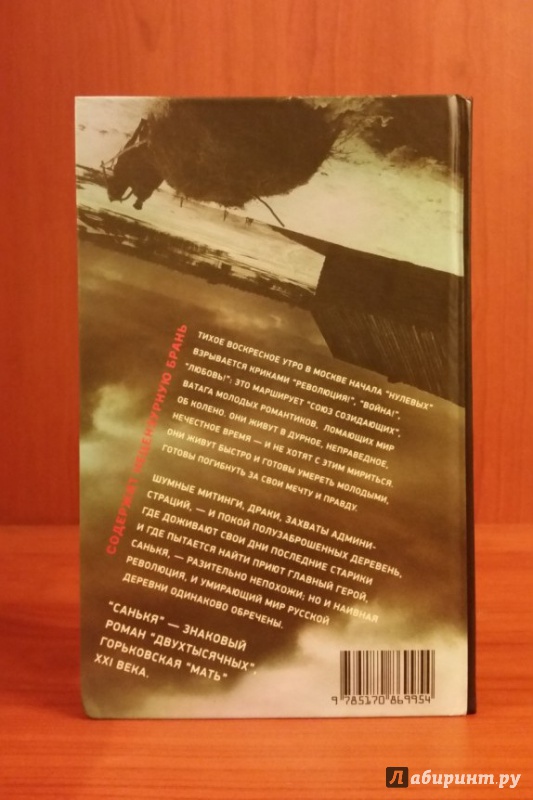 СОДЕРЖИТ НЕЦЕНЗУРНУЮ БРАНЬ
ТИХОЕ ВОСКРЕСНОЕ УТРО В МОСКВЕ НАЧАЛА "НУЛЕВЫХ"
ВЗРЫВАЕТСЯ КРИКАМИ "РЕВОЛЮЦИЯ!", "ВОЙНА!",
"ЛЮБОВЬ!": ЭТО МАРШИРУЕТ "СОЮЗ СОЗИДАЮЩИХ",
ВАТАГА МОЛОДЫХ РОМАНТИКОВ, ЛОМАЮЩИХ МИР
ОБ КОЛЕНО. ОНИ ЖИВУТ В ДУРНОЕ, НЕПРАВЕДНОЕ,
НЕЧЕСТНОЕ ВРЕМЯ — И НЕ ХОТЯТ С ЭТИМ МИРИТЬСЯ.
ОНИ ЖИВУТ БЫСТРО И ГОТОВЫ УМЕРЕТЬ МОЛОДЫМИ,
ГОТОВЫ ПОГИБНУТЬ ЗА СВОИ МЕЧТУ И ПРАВДУ.
ШУМНЫЕ МИТИНГИ, ДРАКИ, ЗАХВАТЫ АДМИНИ-
СТРАЦИЙ, — И ПОКОЙ ПОЛУЗАБРОШЕННЫХ ДЕРЕВЕНЬ,
ГДЕ ДОЖИВАЮТ СВОИ ДНИ ПОСЛЕДНИЕ СТАРИКИ
И ГДЕ ПЫТАЕТСЯ НАЙТИ ПРИЮТ ГЛАВНЫЙ ГЕРОЙ,
САНЬКЯ, — РАЗИТЕЛЬНО НЕПОХОЖИ; НО И НАИВНАЯ
РЕВОЛЮЦИЯ, И УМИРАЮЩИЙ МИР РУССКОЙ
ДЕРЕВНИ ОДИНАКОВО ОБРЕЧЕНЫ.
"САНЬКЯ" — ЗНАКОВЫЙ
РОМАН "ДВУХТЫСЯЧНЫХ",
ГОРЬКОВСКАЯ "МАТЬ"
XXI ВЕКА.
9 785170 869954
Лабиринт.ру